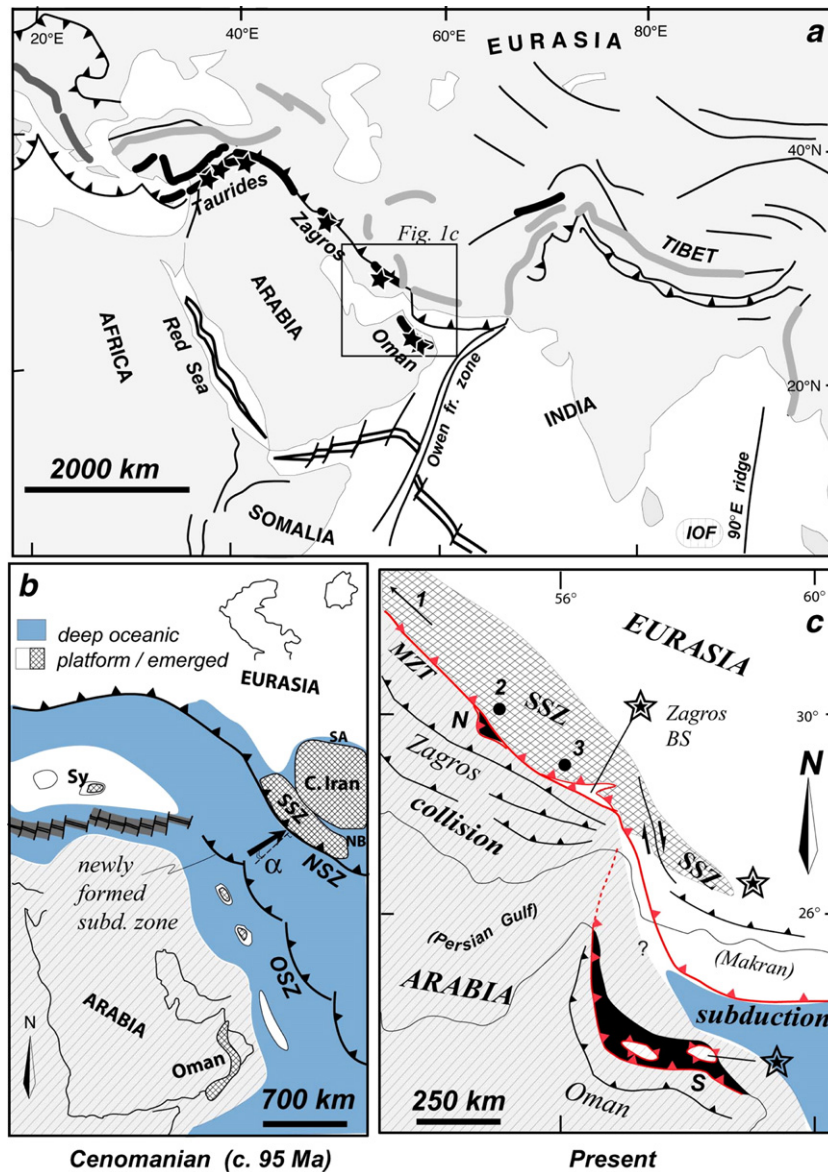 20°E
40°E
60°E
EURASIA
80°E
a
40°N
Taurides
Zagros
Fig. 1c
TIBET
ARABIA
AFRICA
Red Sea
Oman
Owen fr. zone
INDIA
20°N
2000 km
SOMALIA
IOF
90°E ridge
b
deep oceanic
platform / emerged
EURASIA
SA
C. Iran
Sy
SSZ
NB
α
NSZ
newly
formed
subd. zone
OSZ
ARABIA
N
Oman
700 km
Cenomanian (c. 95 Ma)
56°
60°
c
1
EURASIA
MZT
2
SSZ
N
Zagros
BS
30°
3
Zagros
collision
N
SSZ
26°
(Persian Gulf)
?
(Makran)
ARABIA
subduction
S
Oman
250 km
Present